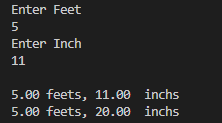 Enter Feet
5
Enter Inch
11
5.00 feets, 11.00  inchs
5.00 feets, 20.00  inchs